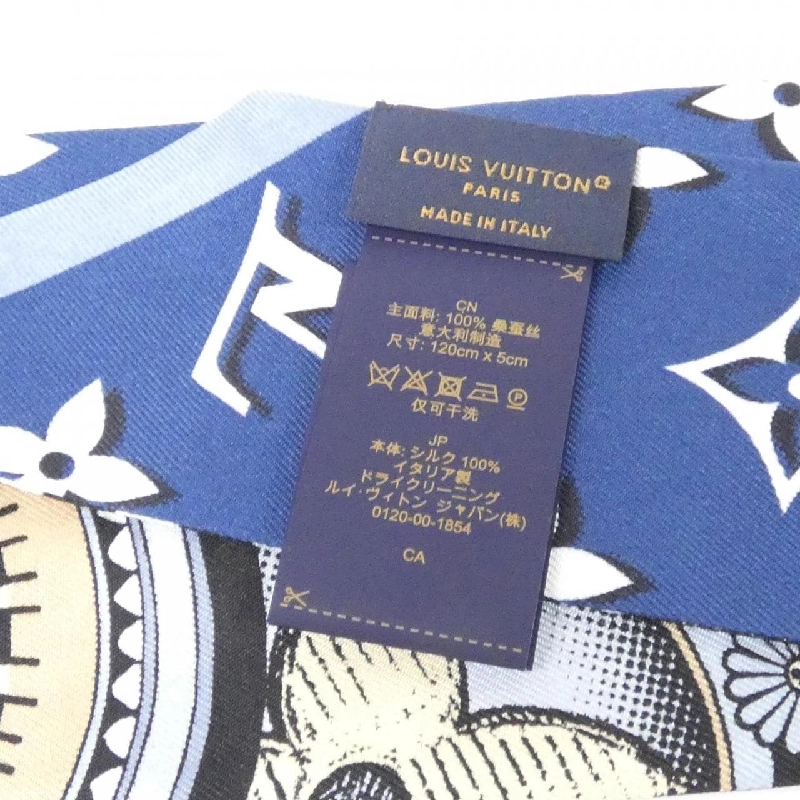 LOUIS VUITTON®
PARIS
MADE IN ITALY
CN
主面料: 100% 桑蚕丝
意大利制造
尺寸: 120cm x 5cm
仅可干洗
JP
本体: シルク 100%
イタリア製
ドライクリーニング
ルイ・ヴィトン ジャパン(株)
0120-00-1854
CA